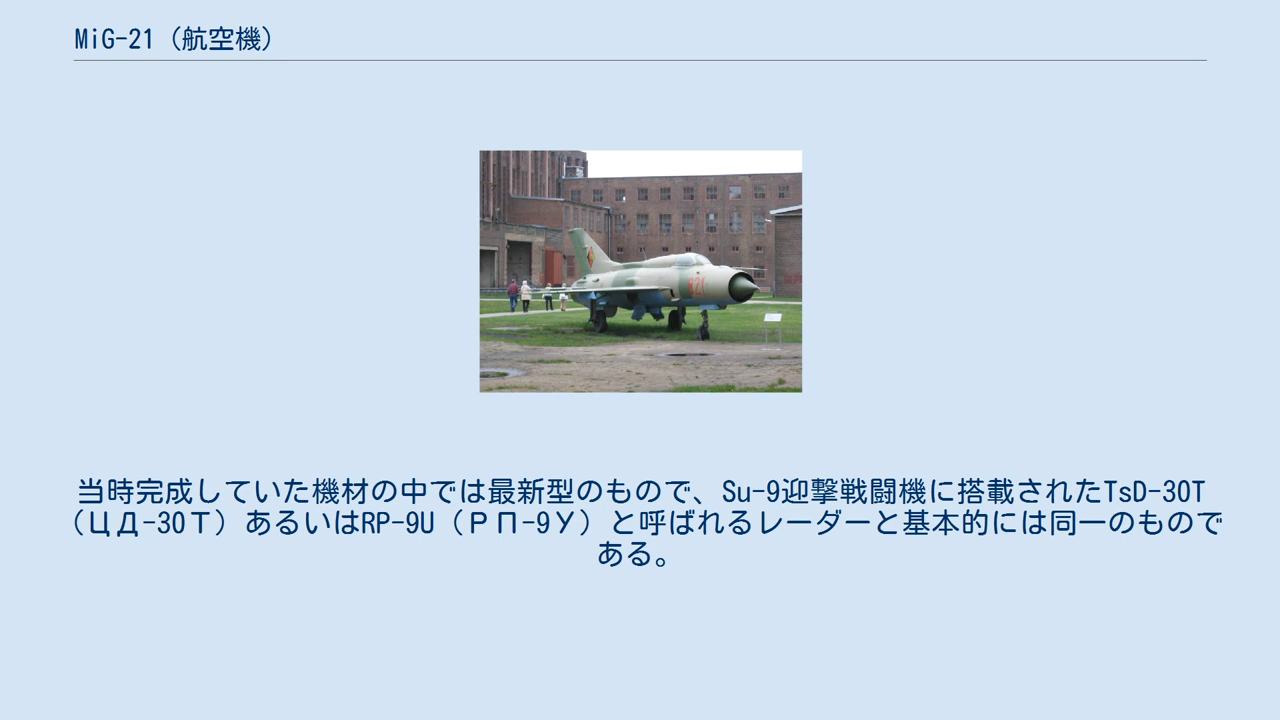 MiG-21（航空機）
当時完成していた機材の中では最新型のもので、Su-9迎撃戦闘機に搭載されたTsD-30T
（ЦД-30Т）あるいはRP-9U（РП-9У）と呼ばれるレーダーと基本的には同一のもので
ある。